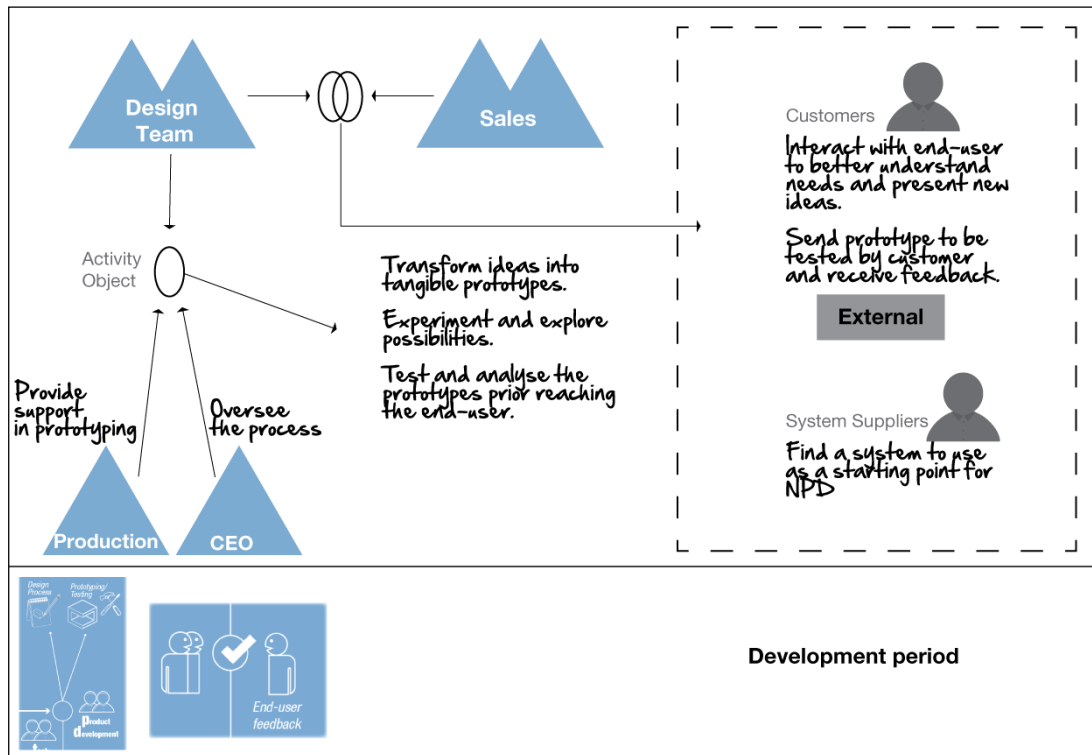 Design
Team
Sales
Customers
Interact with end-user
to better understand
needs and present new
ideas.
Send prototype to be
tested by customer
and receive feedback.
External
System Suppliers
Find a system to use
as a starting point for
NPD
Activity
Object
Transform ideas into
tangible prototypes.
Experiment and explore
possibilities.
Test and analyse the
prototypes prior reaching
the end-user.
Provide
support
in prototyping
Oversee
the process
Production
CEO
Design
Process
Prototyping/
Testing
product
development
End-user
feedback
Development period